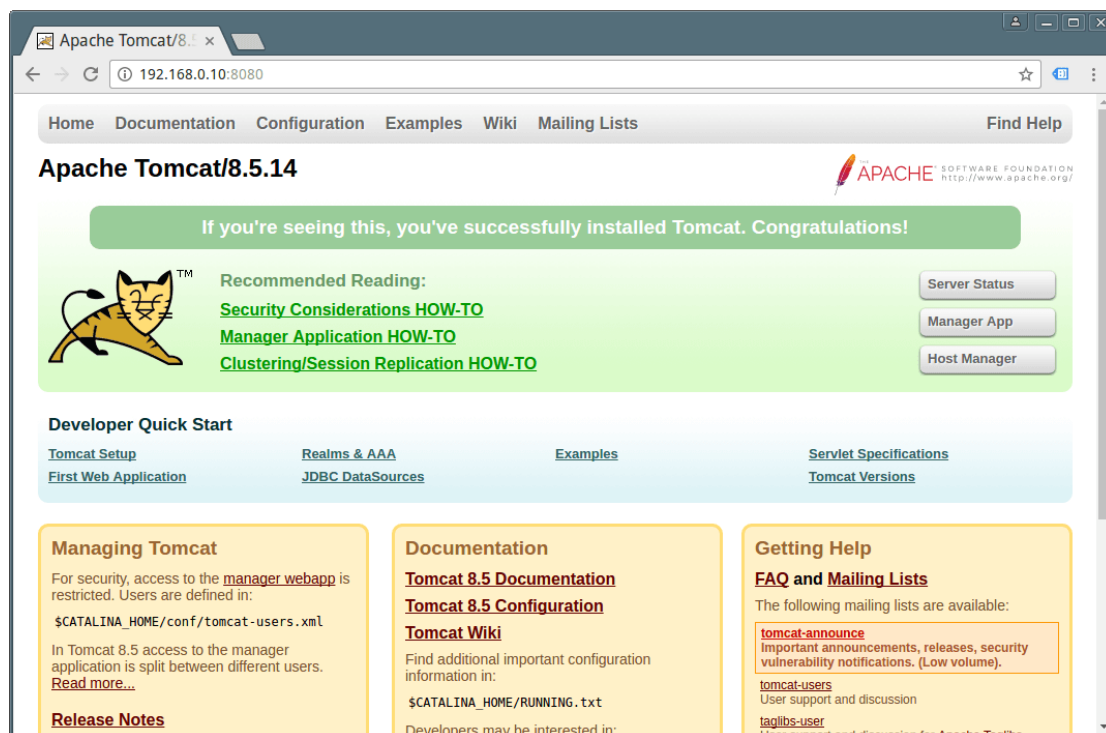 Apache Tomcat/8.5
192.168.0.10:8080
Home Documentation Configuration Examples Wiki Mailing Lists Find Help
Apache Tomcat/8.5.14
THE APACHE SOFTWARE FOUNDATION
http://www.apache.org/
If you're seeing this, you've successfully installed Tomcat. Congratulations!
TM
Recommended Reading:
Security Considerations HOW-TO
Manager Application HOW-TO
Clustering/Session Replication HOW-TO
Server Status
Manager App
Host Manager
Developer Quick Start
Tomcat Setup
First Web Application
Realms & AAA
JDBC DataSources
Examples
Servlet Specifications
Tomcat Versions
Managing Tomcat
For security, access to the manager webapp is
restricted. Users are defined in:
$CATALINA_HOME/conf/tomcat-users.xml
In Tomcat 8.5 access to the manager
application is split between different users.
Read more...
Release Notes
Documentation
Tomcat 8.5 Documentation
Tomcat 8.5 Configuration
Tomcat Wiki
Find additional important configuration
information in:
$CATALINA_HOME/RUNNING.txt
Developers may be interested in:
Getting Help
FAQ and Mailing Lists
The following mailing lists are available:
tomcat-announce
Important announcements, releases, security
vulnerability notifications. (Low volume).
tomcat-users
User support and discussion
taglibs-user
User support and discussion for Apache Taglibs